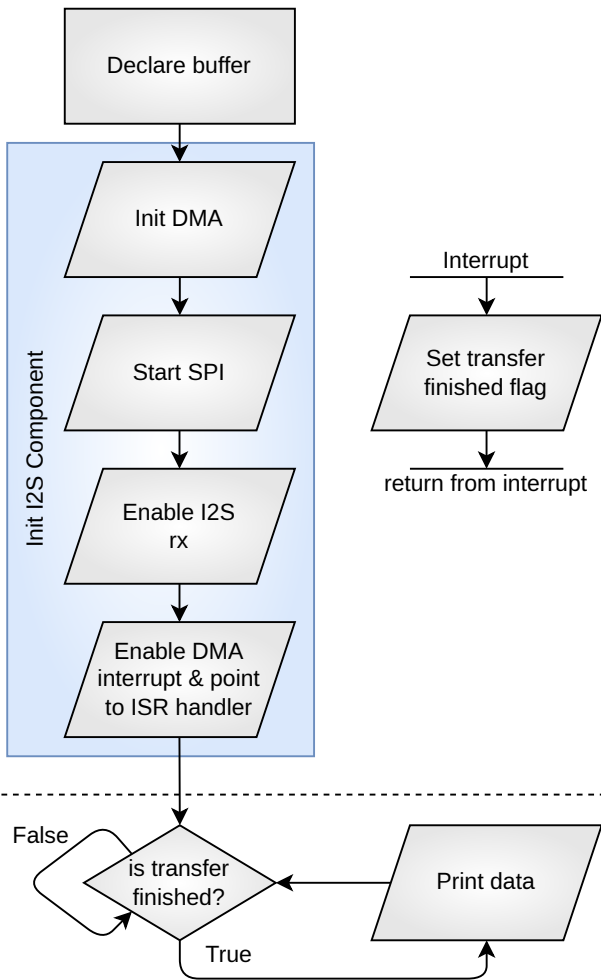 Declare buffer
Init DMA
Start SPI
Enable I2S
rx
Enable DMA
interrupt & point
to ISR handler
Init I2S Component
Interrupt
Set transfer
finished flag
return from interrupt
False
is transfer
finished?
True
Print data